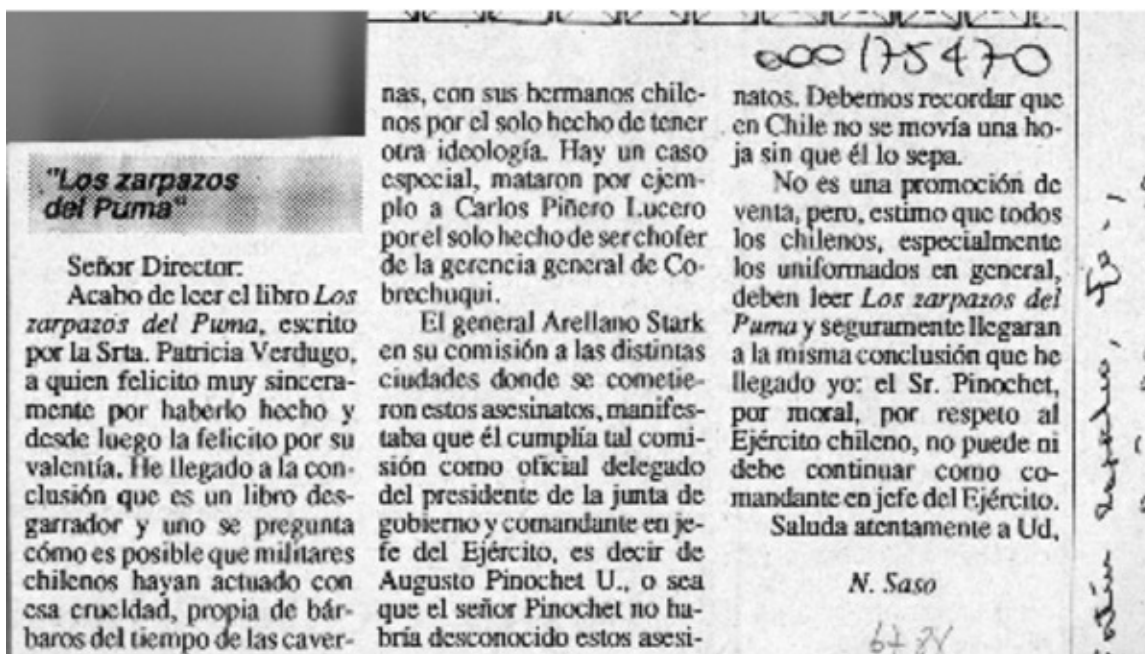 000175470
"Los zarpazos
del Puma"
Señor Director:
Acabo de leer el libro Los
zarpazos del Puma, escrito
por la Srta. Patricia Verdugo,
a quien felicito muy sincera-
mente por haberlo hecho y
desde luego la felicito por su
valentía. He llegado a la con-
clusión que es un libro des-
garrador y uno se pregunta
cómo es posible que militares
chilenos hayan actuado con
esa crueldad, propia de bár-
baros del tiempo de las caver-
nas, con sus hermanos chile-
nos por el solo hecho de tener
otra ideología. Hay un caso
especial, mataron por ejem-
plo a Carlos Piñero Lucero
por el solo hecho de ser chofer
de la gerencia general de Co-
brechuqui.
El general Arellano Stark
en su comisión a las distintas
ciudades donde se cometie-
ron estos asesinatos, manifes-
taba que él cumplía tal comi-
sión como oficial delegado
del presidente de la junta de
gobierno y comandante en je-
fe del Ejército, es decir de
Augusto Pinochet U., o sea
que el señor Pinochet no ha-
bría desconocido estos asesi-
natos. Debemos recordar que
en Chile no se movía una ho-
ja sin que él lo sepa.
No es una promoción de
venta, pero, estimo que todos
los chilenos, especialmente
los uniformados en general,
deben leer Los zarpazos del
Puma y seguramente llegaran
a la misma conclusión que he
llegado yo: el Sr. Pinochet,
por moral, por respeto al
Ejército chileno, no puede ni
debe continuar como co-
mandante en jefe del Ejército.
Saluda atentamente a Ud,
N. Saso